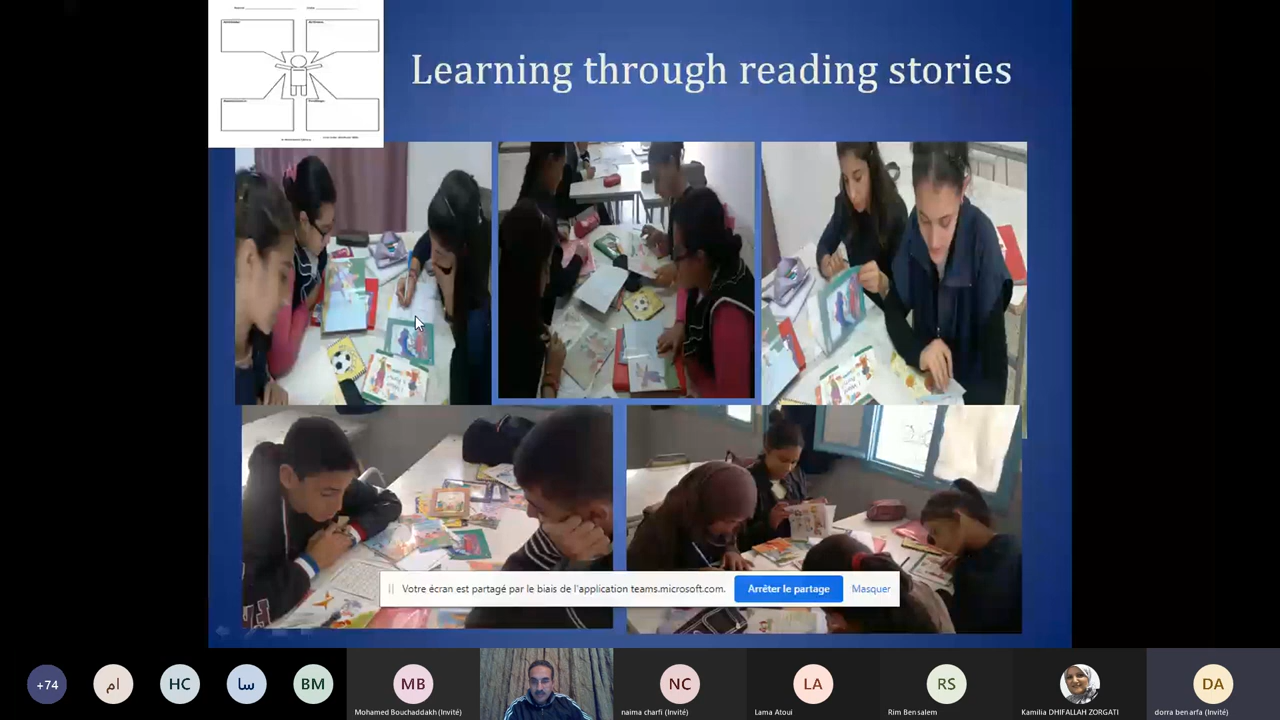 Learning through reading stories
Votre écran est partagé par le biais de l'application teams.microsoft.com.
Arrêter le partage
Masquer
+74
ام
HC
سا
BM
MB
NC
LA
RS
DA
Mohamed Bouchaddakh (Invité)
naima charfi (Invité)
Lama Atoui
Rim Ben salem
Kamilia DHIFALLAH ZORGATI
dorra ben arfa (Invité)